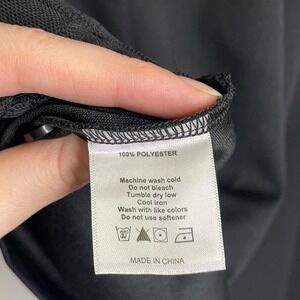 100% POLYESTER
Machine wash cold
Do not bleach
Tumble dry low
Cool iron
Wash with like colors
Do not use softener
MADE IN CHINA